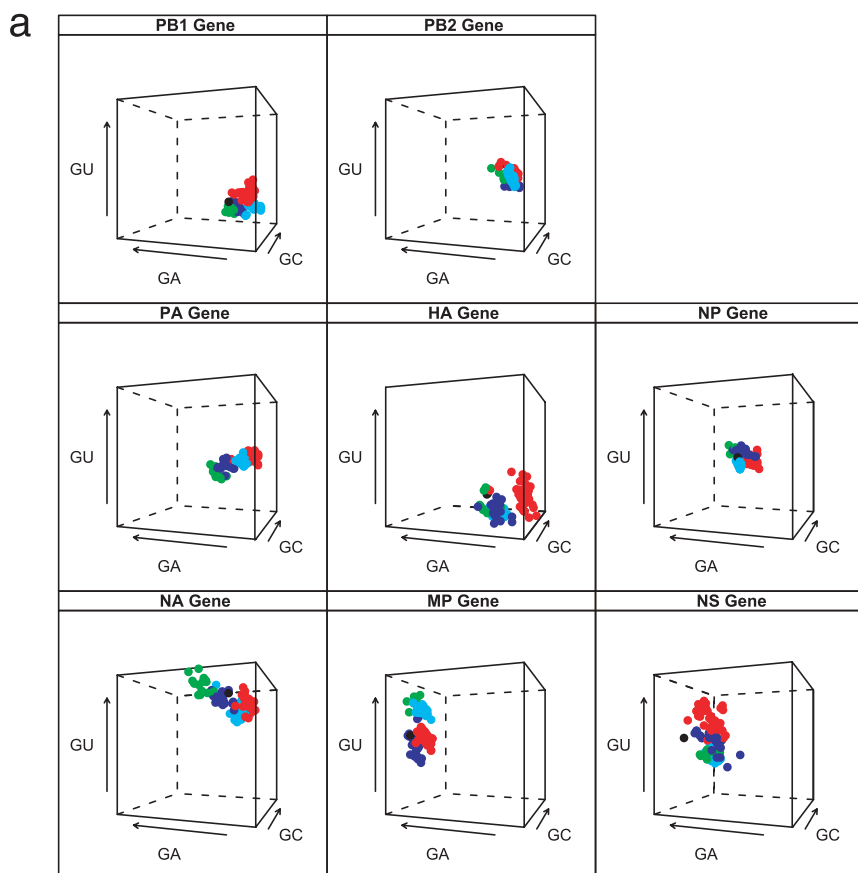 a
PB1 Gene
PB2 Gene
GU
GA
GC
GU
GA
GC
PA Gene
HA Gene
NP Gene
GU
GA
GC
GU
GA
GC
GU
GA
GC
NA Gene
MP Gene
NS Gene
GU
GA
GC
GU
GA
GC
GU
GA
GC